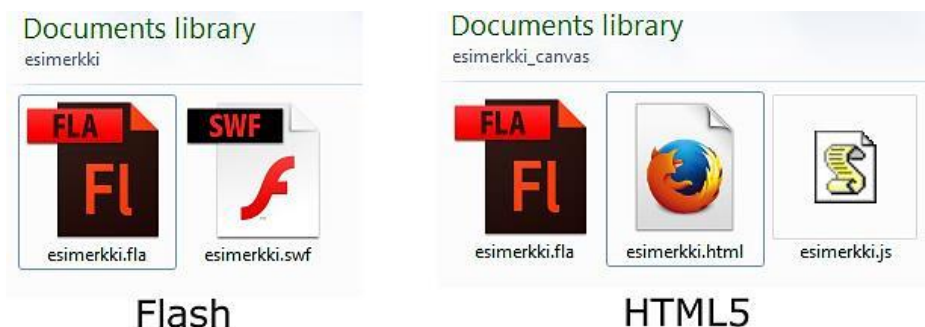 Documents library
esimerkki
FLA
Fl
esimerkki.fla
SWF
esimerkki.swf
Flash
Documents library
esimerkki_canvas
FLA
Fl
esimerkki.fla
esimerkki.html
esimerkki.js
HTML5